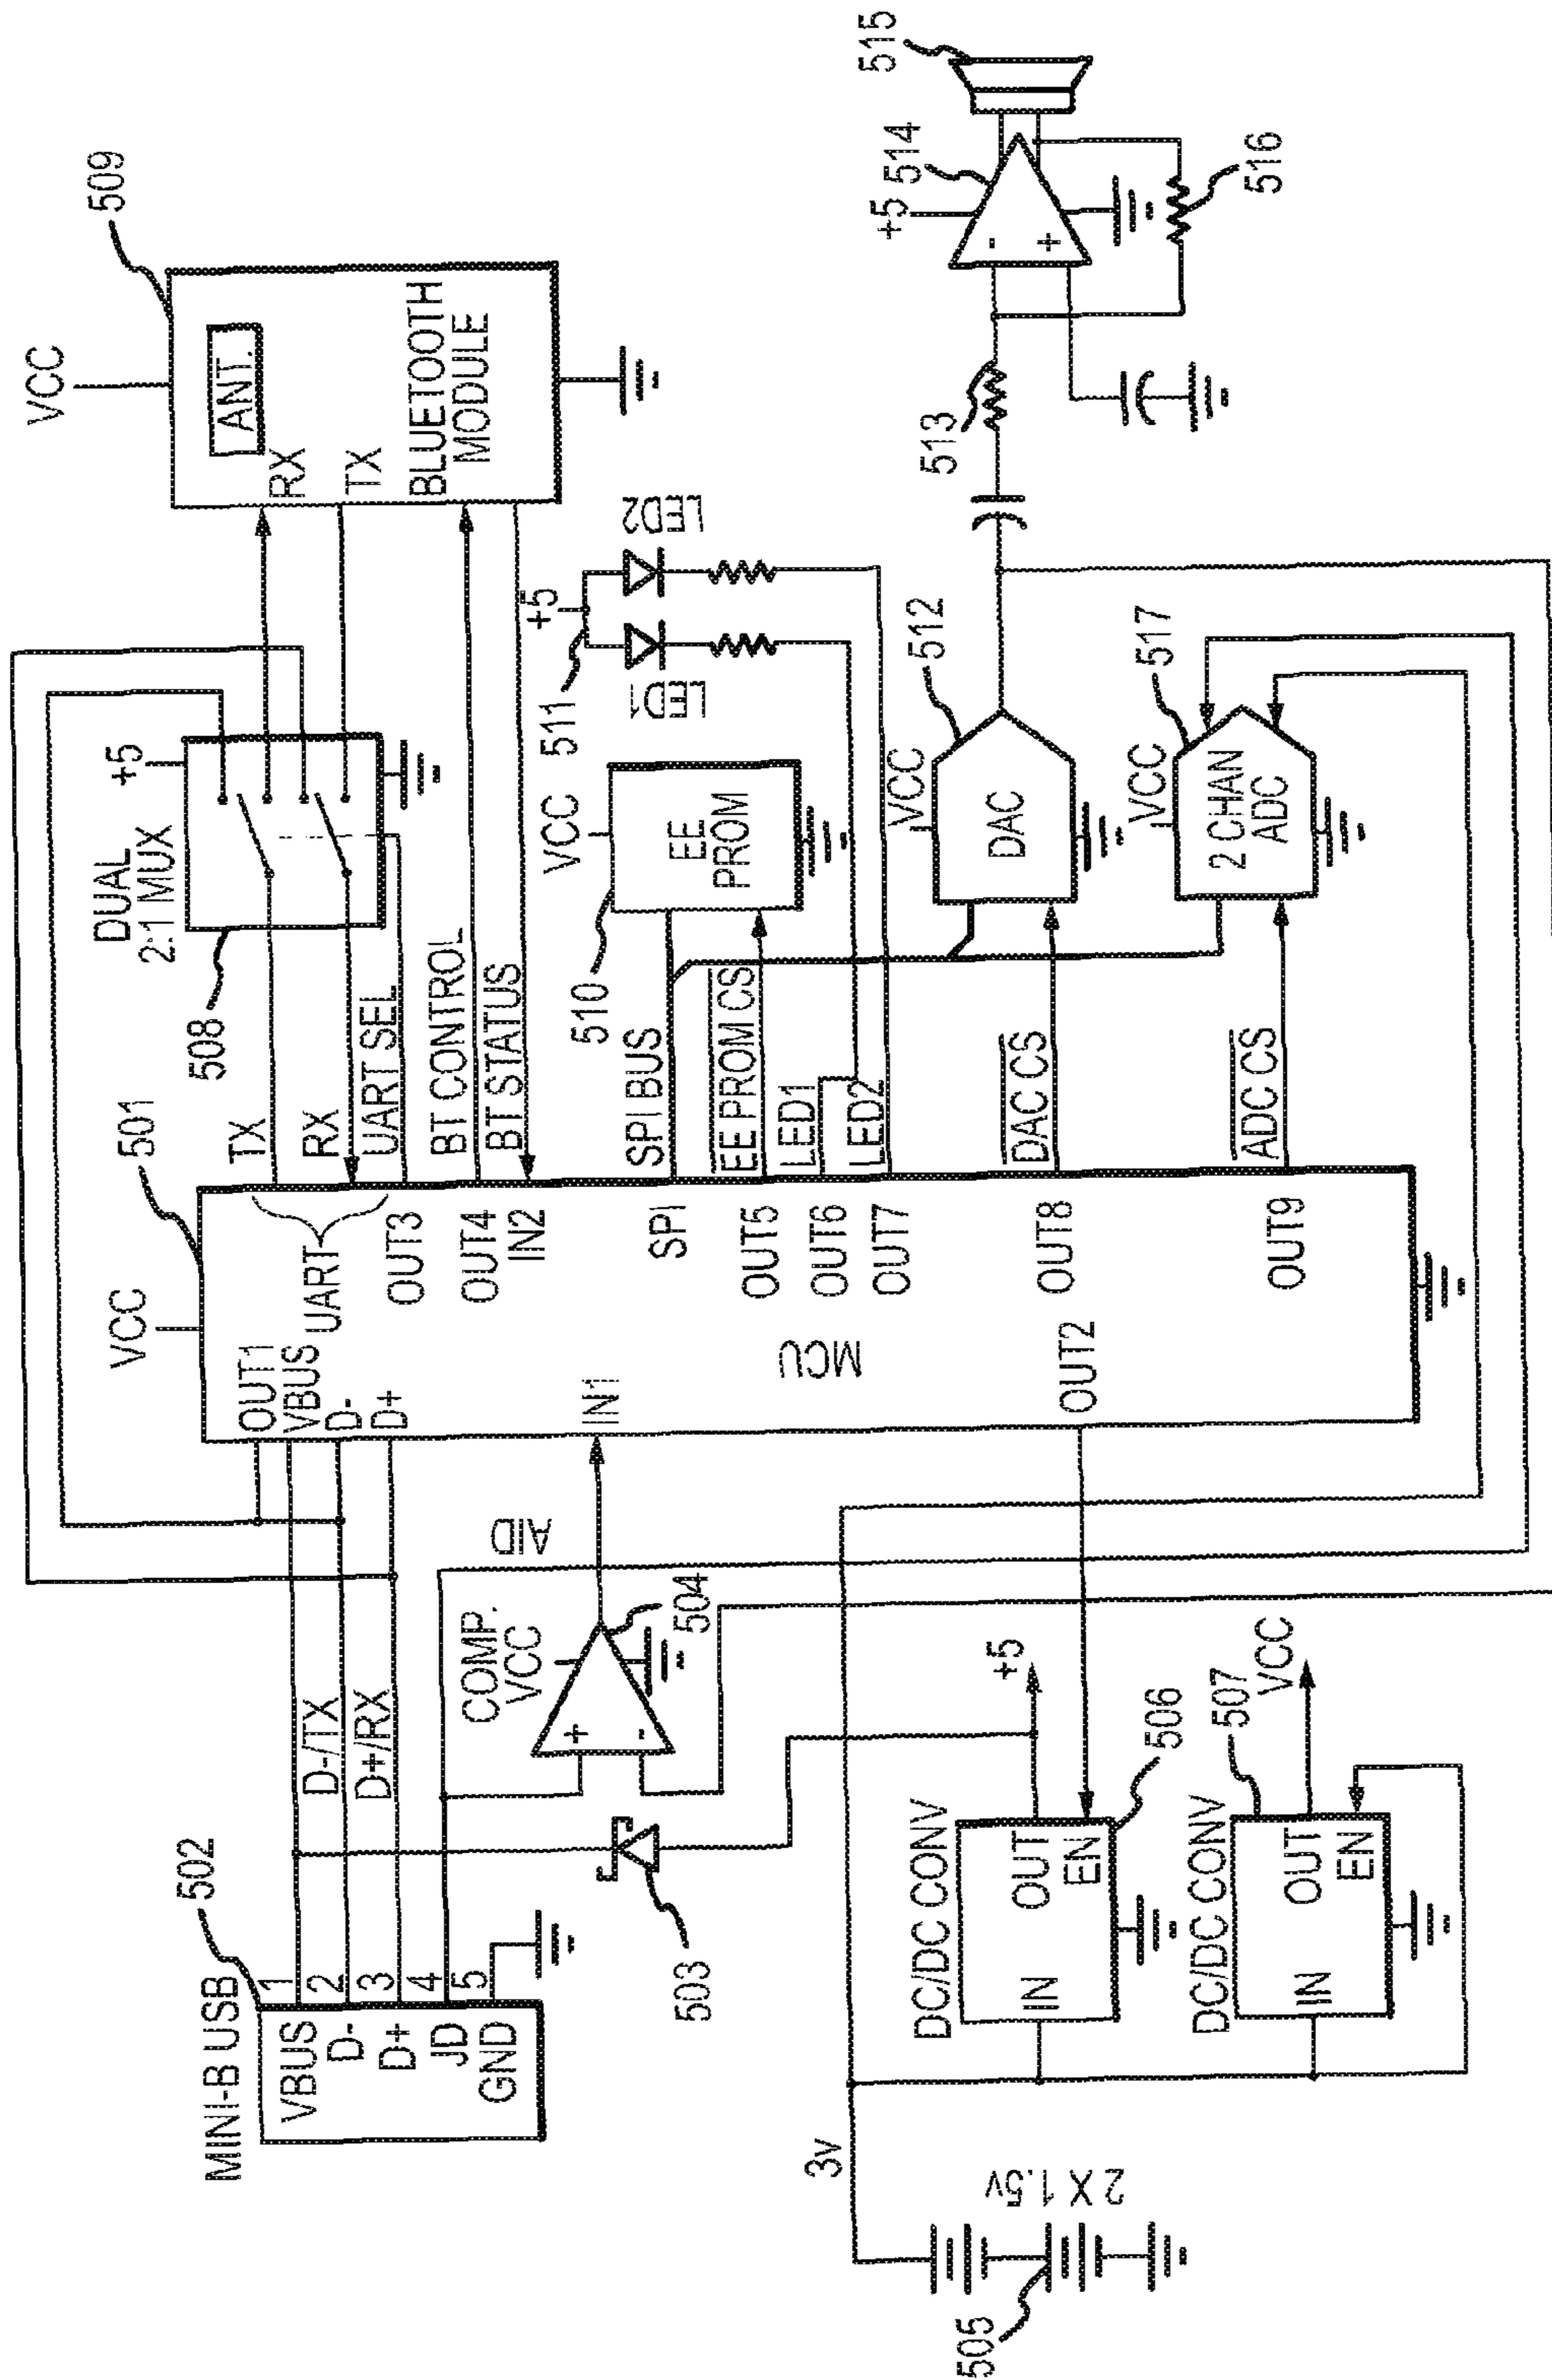 VCC
509
ANT.
RX
TX
BLUETOOTH
MODULE
DUAL
2:1 MUX
+5
508
501
VCC
TX
RX
UART SEL
BT CONTROL
BT STATUS
OUT1
VBUS
D-
D+
UART
OUT3
OUT4
IN2
IN1
MCU
SPI
OUT5
OUT6
OUT7
OUT8
OUT9
OUT2
SPI BUS
EE PROM CS
LED1
LED2
DAC CS
ADC CS
510
VCC
EE
PROM
511
+5
LED1
LED2
512
VCC
DAC
517
VCC
2 CHAN
ADC
513
+5
514
-
+
515
516
MINI-B USB
502
VBUS
D-
D+
JD
GND
1
2
3
4
5
D-/TX
D+/RX
AID
COMP.
VCC
504
+
-
503
+5
DC/DC CONV
IN
OUT
EN
506
DC/DC CONV
IN
OUT
EN
507
VCC
3v
2 X 1.5v
505